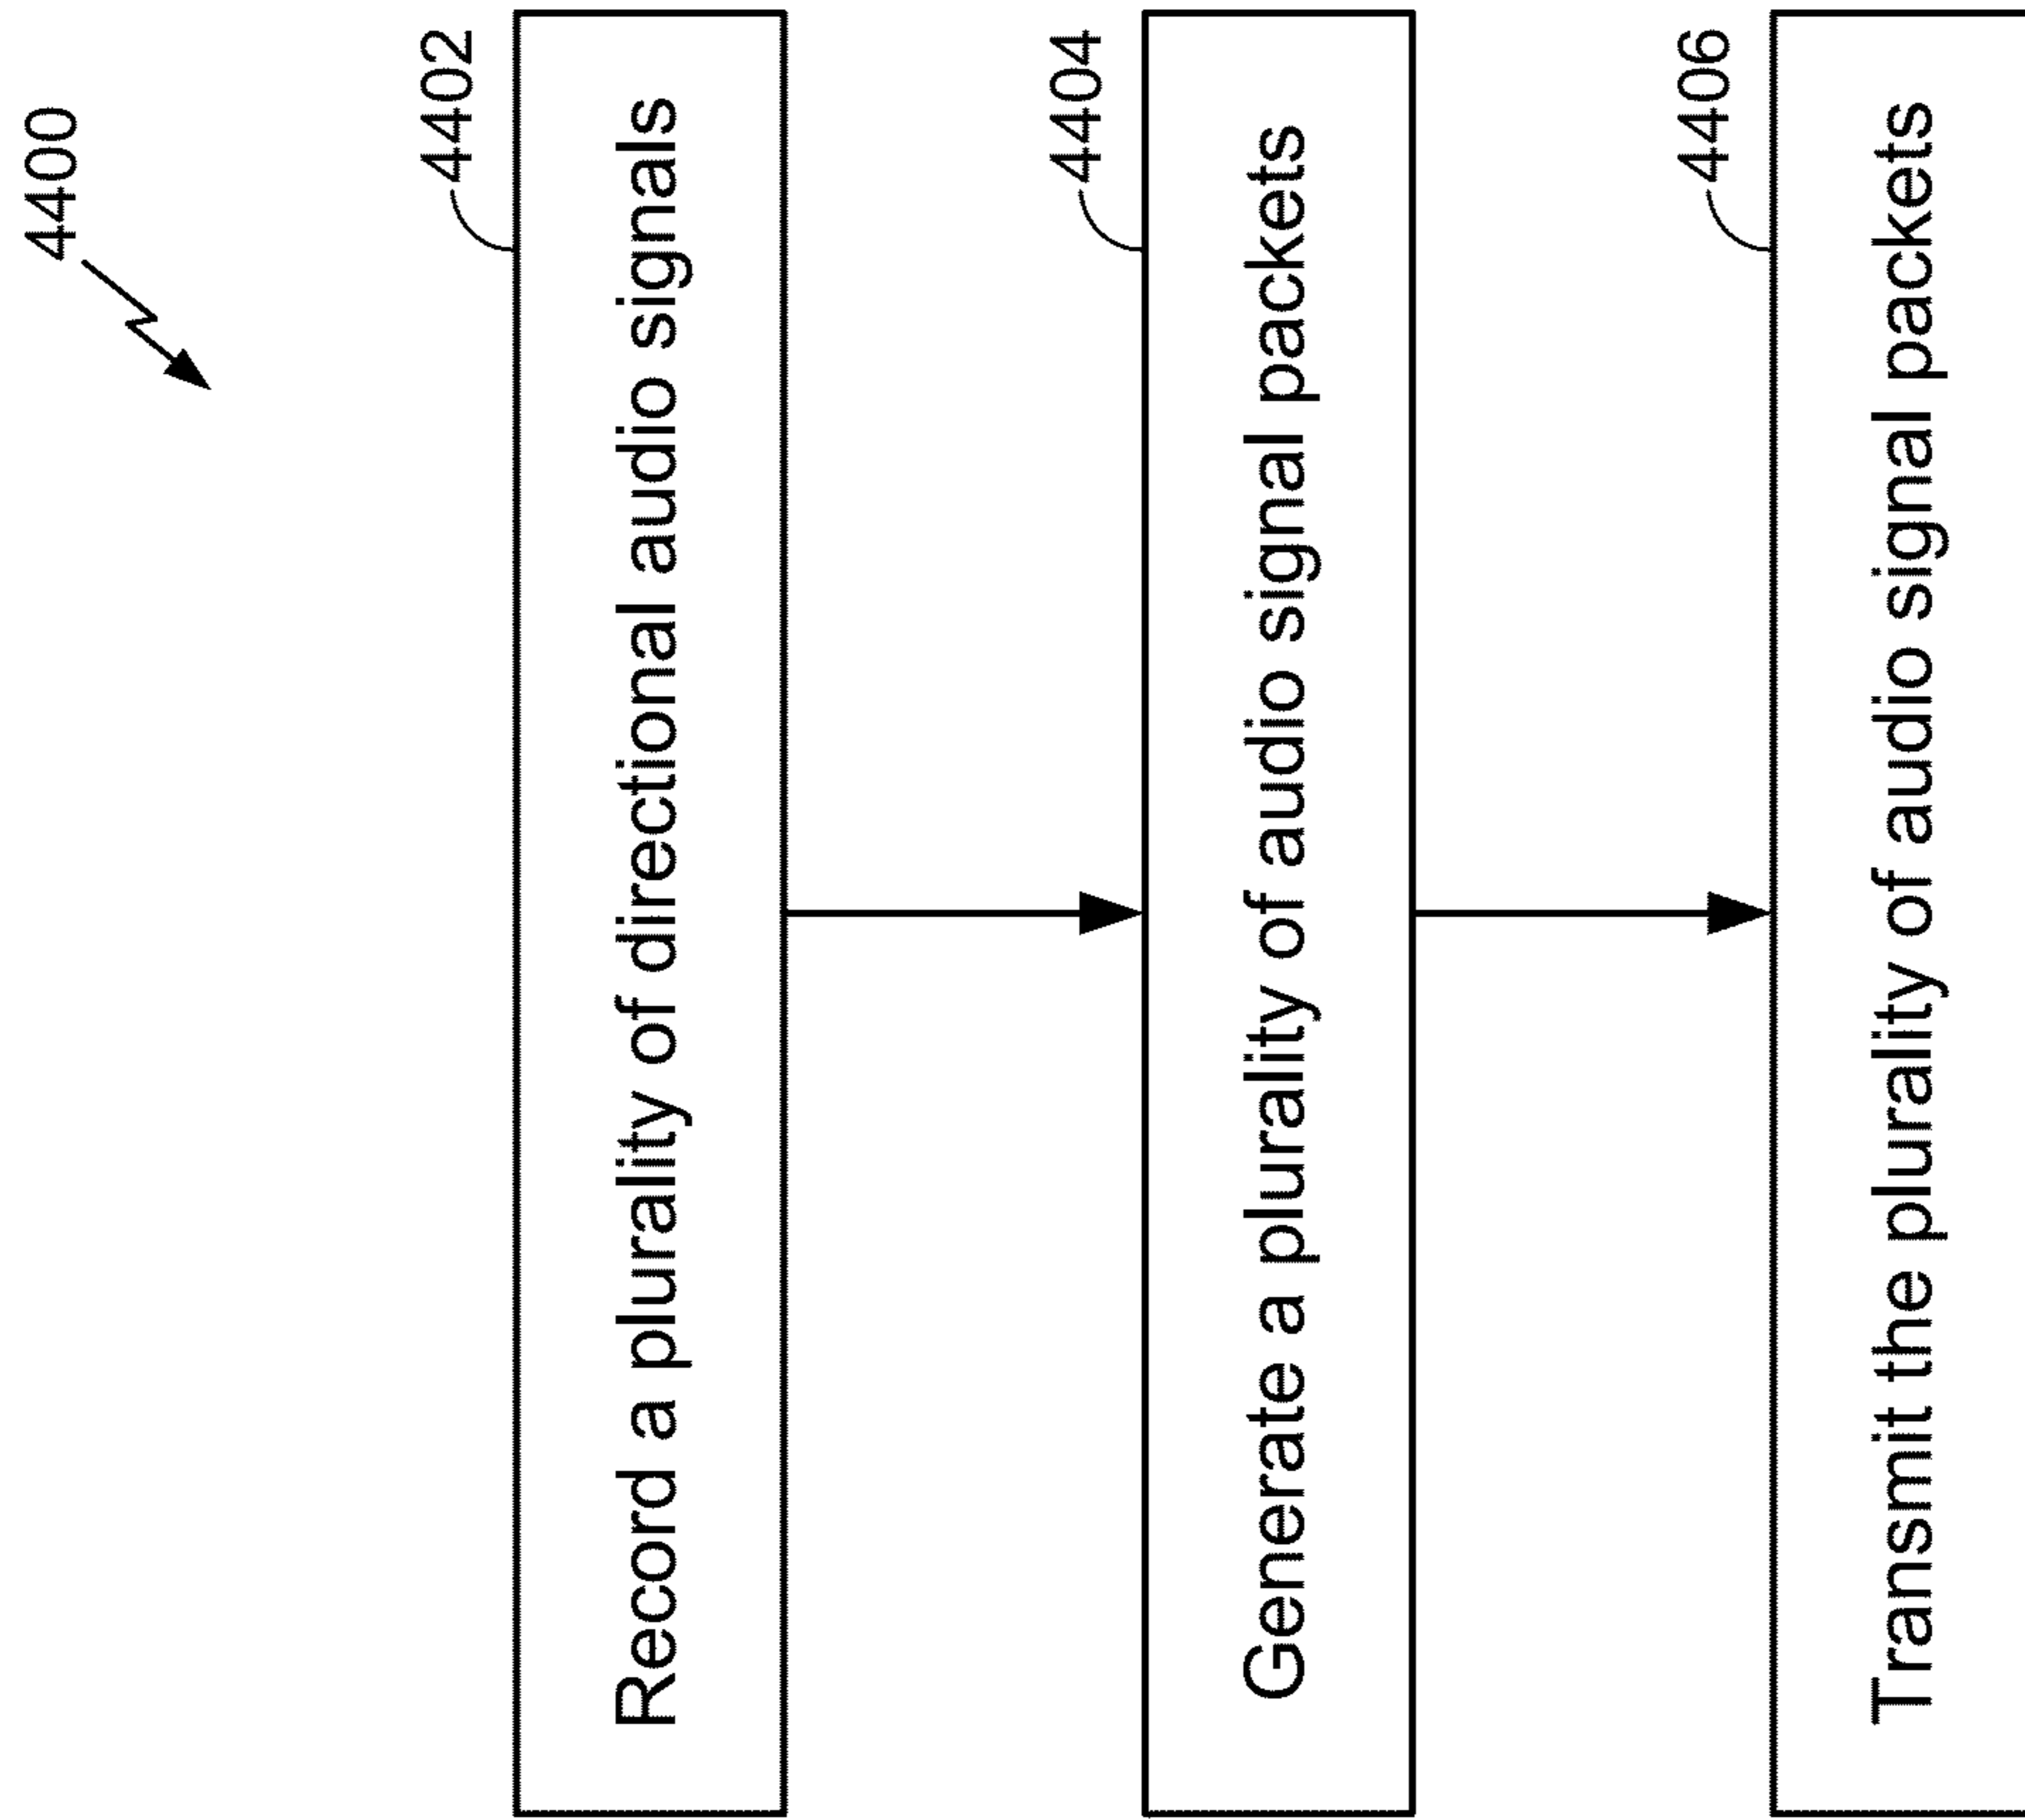 4400
4402
Record a plurality of directional audio signals
4404
Generate a plurality of audio signal packets
4406
Transmit the plurality of audio signal packets